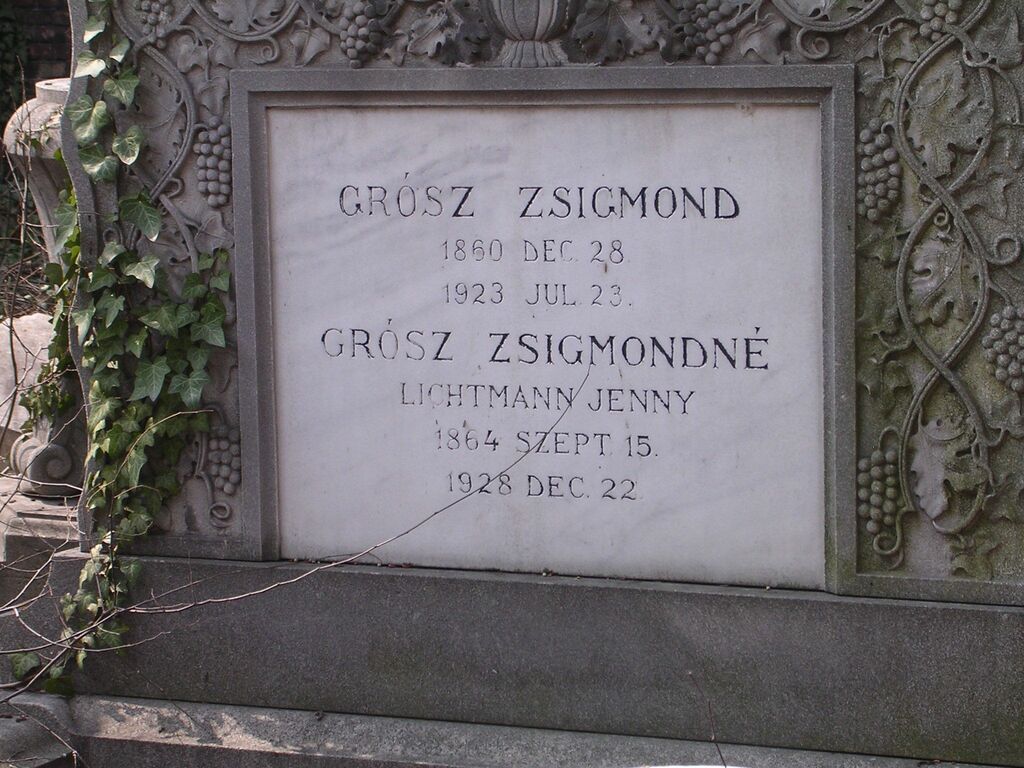 GRÓSZ ZSIGMOND
1860 DEC. 28.
1923 JUL. 23.
GRÓSZ ZSIGMONDNÉ
LICHTMANN JENNY
1864 SZEPT. 15.
1928 DEC. 22.